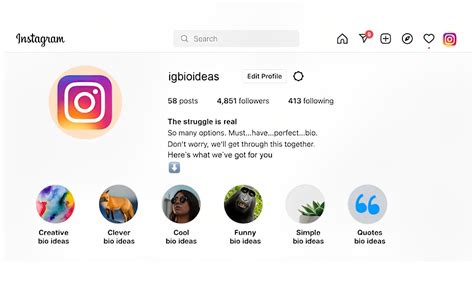 Instagram
Search
8
igbioideas Edit Profile
58 posts 4,851 followers 413 following
The struggle is real
So many options. Must...have...perfect...bio.
Don't worry, we'll get through this together.
Here's what we've got for you
Creative bio ideas
Clever bio ideas
Cool bio ideas
Funny bio ideas
Simple bio ideas
Quotes bio ideas